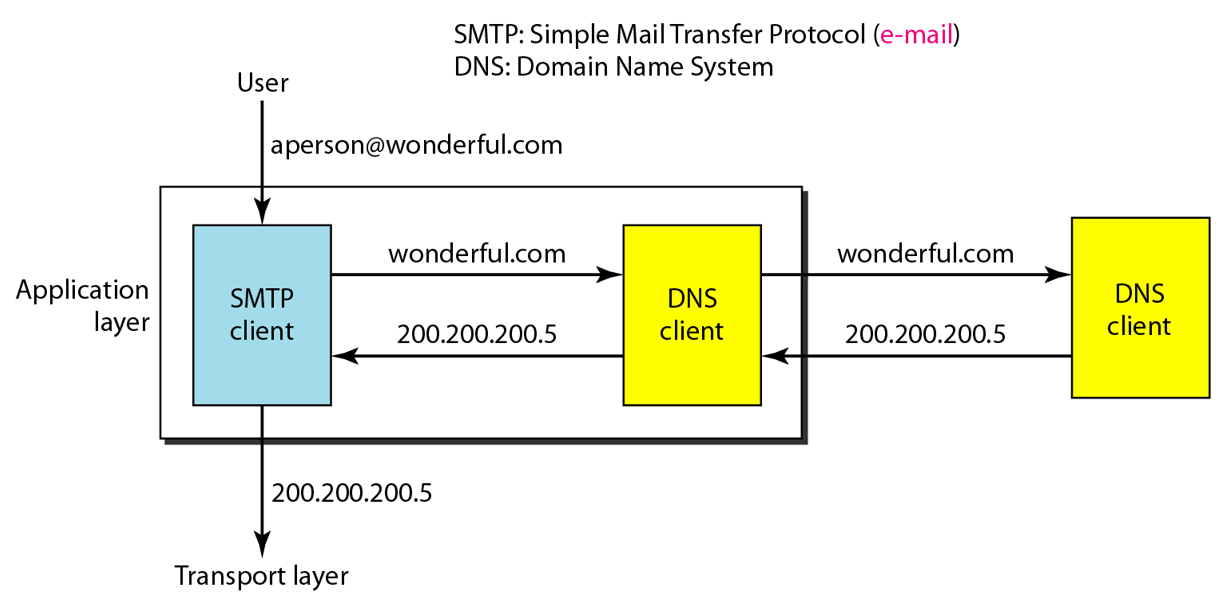 SMTP: Simple Mail Transfer Protocol (e-mail)
DNS: Domain Name System
User
aperson@wonderful.com
Application
layer
SMTP
client
wonderful.com
200.200.200.5
DNS
client
wonderful.com
200.200.200.5
DNS
client
200.200.200.5
Transport layer